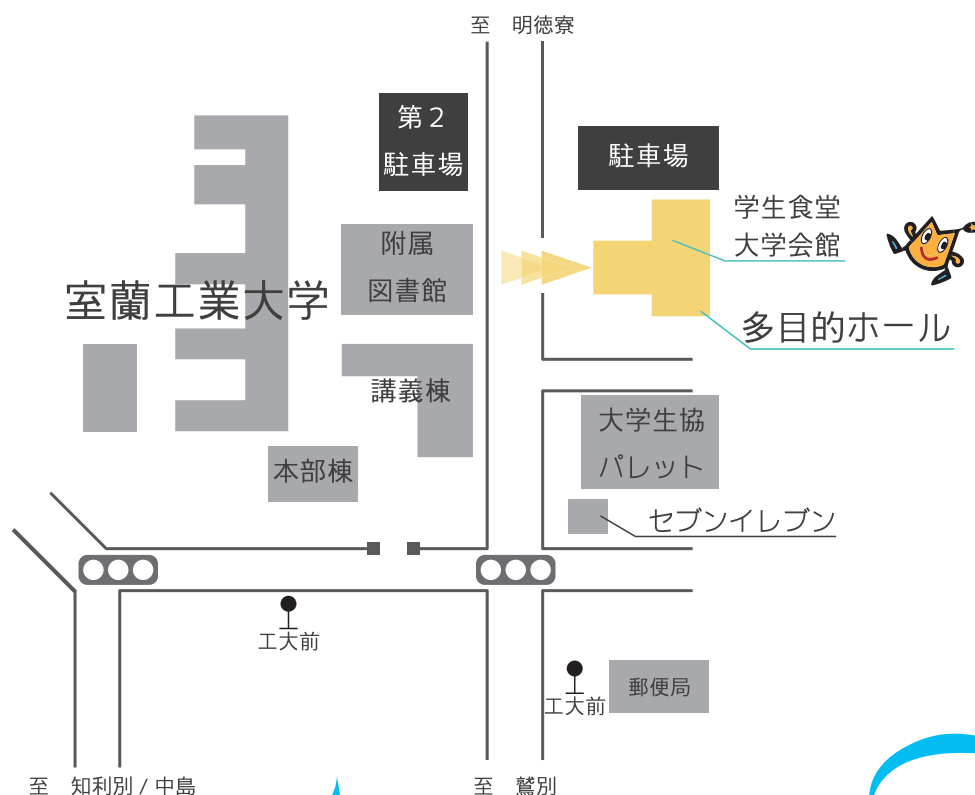 至　明徳寮
第２
駐車場
駐車場
学生食堂
大学会館
附属
図書館
室蘭工業大学
多目的ホール
講義棟
大学生協
パレット
本部棟
セブンイレブン
工大前
郵便局
工大前
至　知利別 / 中島
至　鷲別